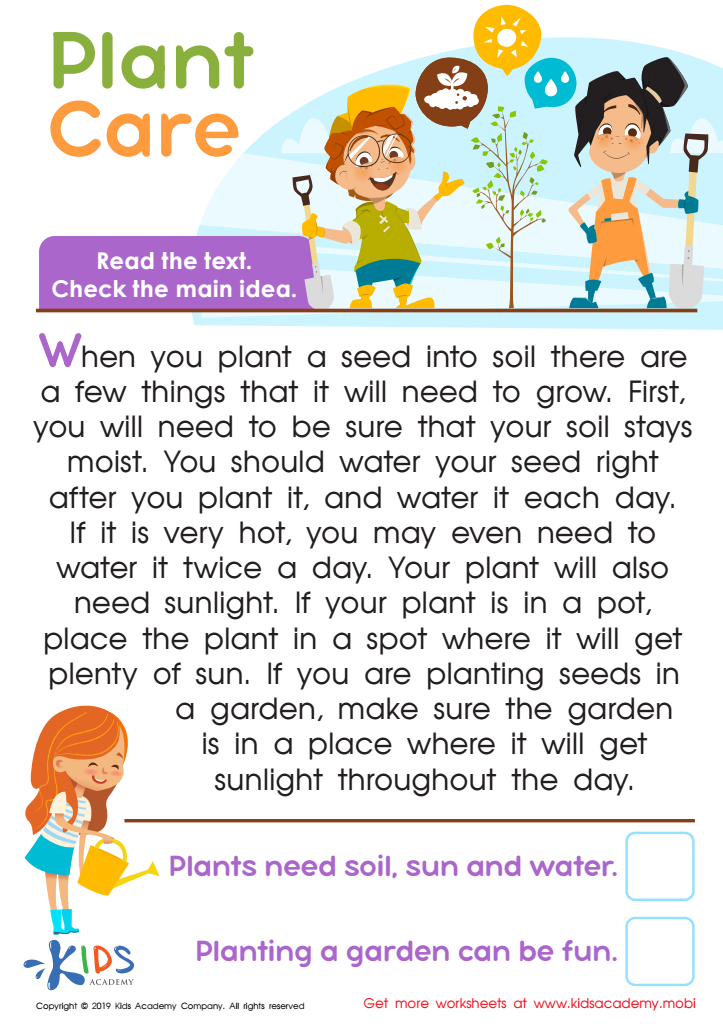 Plant
Care
Read the text.
Check the main idea.
When you plant a seed into soil there are
a few things that it will need to grow. First,
you will need to be sure that your soil stays
moist. You should water your seed right
after you plant it, and water it each day.
If it is very hot, you may even need to
water it twice a day. Your plant will also
need sunlight. If your plant is in a pot,
place the plant in a spot where it will get
plenty of sun. If you are planting seeds in
a garden, make sure the garden
is in a place where it will get
sunlight throughout the day.
Plants need soil, sun and water.
Planting a garden can be fun.
KIDS
ACADEMY
Copyright © 2019 Kids Academy Company. All rights reserved
Get more worksheets at www.kidsacademy.mobi